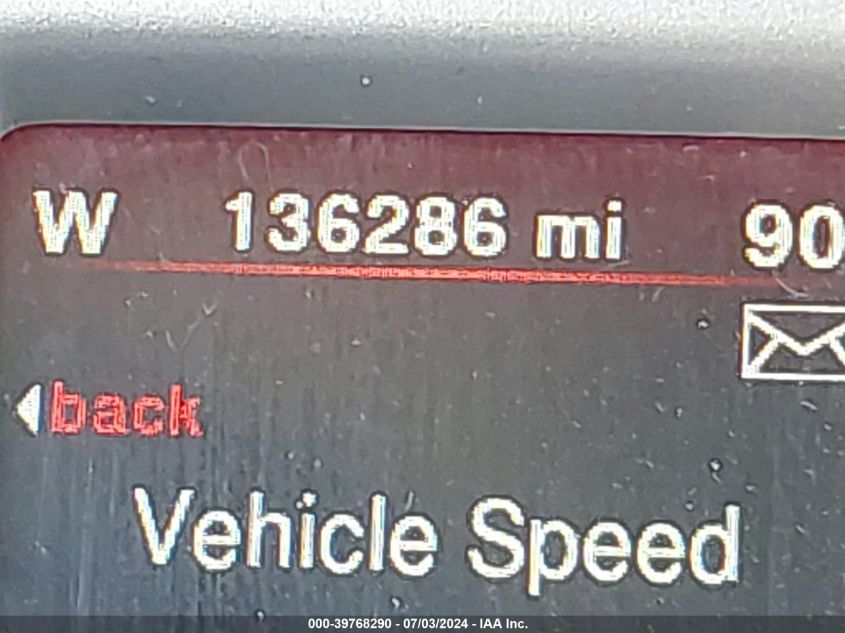 W 136286 mi 90
back
Vehicle Speed
000-39768290 - 07/03/2024 - IAA Inc.